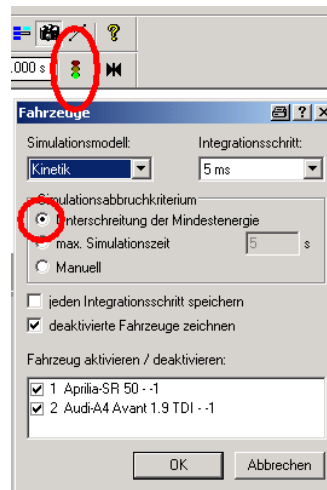 .000 s
Fahrzeuge
Simulationsmodell: Integrationsschritt:
Kinetik 5 ms
Simulationsabbruchkriterium
Unterschreitung der Mindestenergie
max. Simulationszeit 5 s
Manuell
jeden Integrationsschritt speichern
deaktivierte Fahrzeuge zeichnen
Fahrzeug aktivieren / deaktivieren:
1 Aprilia-SR 50 - -1
2 Audi-A4 Avant 1.9 TDI - -1
OK Abbrechen